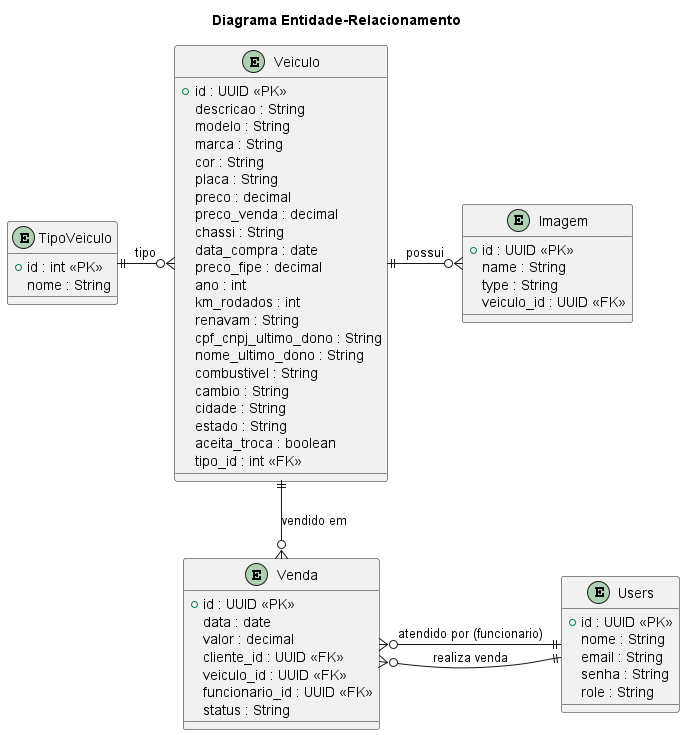 Diagrama Entidade-Relacionamento
E Veiculo
id : UUID «PK»
descricao : String
modelo : String
marca : String
cor : String
placa : String
preco : decimal
preco_venda : decimal
chassi : String
data_compra : date
preco_fipe : decimal
ano : int
km_rodados : int
renavam : String
cpf_cnpj_ultimo_dono : String
nome_ultimo_dono : String
combustivel : String
cambio : String
cidade : String
estado : String
aceita_troca : boolean
tipo_id : int «FK»
E TipoVeiculo
id : int «PK»
nome : String
tipo
possui
E Imagem
id : UUID «PK»
name : String
type : String
veiculo_id : UUID «FK»
vendido em
E Venda
id : UUID «PK»
data : date
valor : decimal
cliente_id : UUID «FK»
veiculo_id : UUID «FK»
funcionario_id : UUID «FK»
status : String
atendido por (funcionario)
realiza venda
E Users
id : UUID «PK»
nome : String
email : String
senha : String
role : String